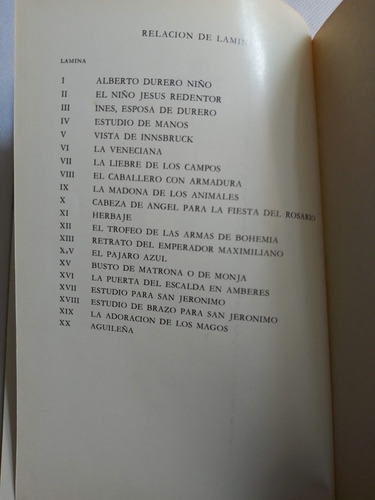 RELACION DE LAMIN
LAMINA
I ALBERTO DURERO NIÑO
II EL NIÑO JESUS REDENTOR
III INES, ESPOSA DE DURERO
IV ESTUDIO DE MANOS
V VISTA DE INNSBRUCK
VI LA VENECIANA
VII LA LIEBRE DE LOS CAMPOS
VIII EL CABALLERO CON ARMADURA
IX LA MADONA DE LOS ANIMALES
X CABEZA DE ANGEL PARA LA FIESTA DEL ROSARIO
XI HERBAJE
XII EL TROFEO DE LAS ARMAS DE BOHEMIA
XIII RETRATO DEL EMPERADOR MAXIMILIANO
XIV EL PAJARO AZUL
XV BUSTO DE MATRONA O DE MONJA
XVI LA PUERTA DEL ESCALDA EN AMBERES
XVII ESTUDIO PARA SAN JERONIMO
XVIII ESTUDIO DE BRAZO PARA SAN JERONIMO
XIX LA ADORACION DE LOS MAGOS
XX AGUILEÑA